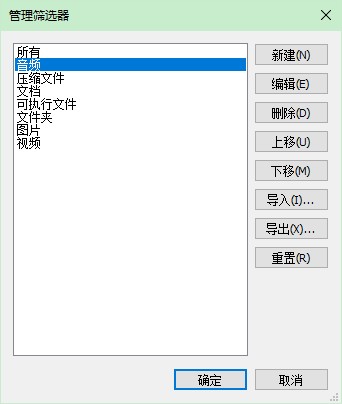 管理筛选器
所有
音频
压缩文件
文档
可执行文件
文件夹
图片
视频
新建(N)
编辑(E)
删除(D)
上移(U)
下移(M)
导入(I)...
导出(X)...
重置(R)
确定
取消